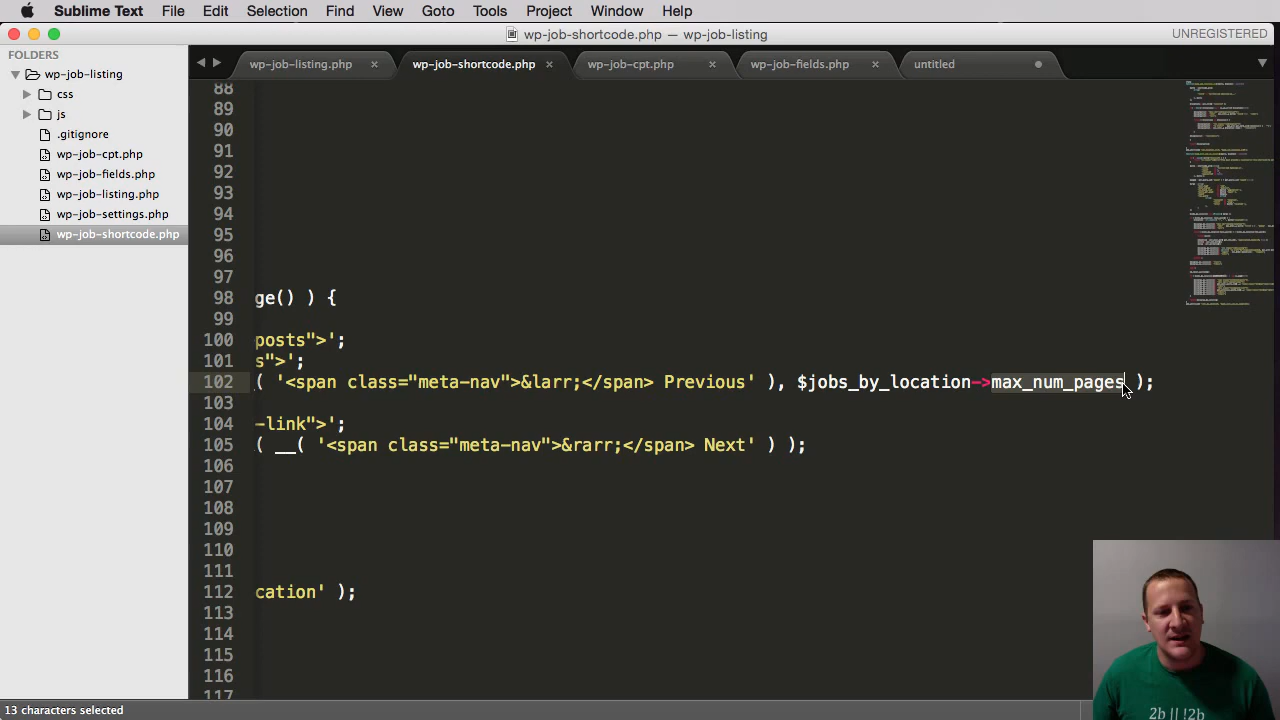 Sublime Text File Edit Selection Find View Goto Tools Project Window Help
wp-job-shortcode.php — wp-job-listing
UNREGISTERED
FOLDERS
wp-job-listing
css
js
.gitignore
wp-job-cpt.php
wp-job-fields.php
wp-job-listing.php
wp-job-settings.php
wp-job-shortcode.php
wp-job-listing.php × wp-job-shortcode.php × wp-job-cpt.php × wp-job-fields.php × untitled
88
89
90
91
92
93
94
95
96
97
98 ge() ) {
99
100 posts">';
101 s">';
102 ( '<span class="meta-nav">&larr;</span> Previous' ), $jobs_by_location->max_num_pages );
103
104 -link">';
105 ( __( '<span class="meta-nav">&rarr;</span> Next' ) );
106
107
108
109
110
111
112 cation' );
113
114
115
116
117
13 characters selected
2b || !2b